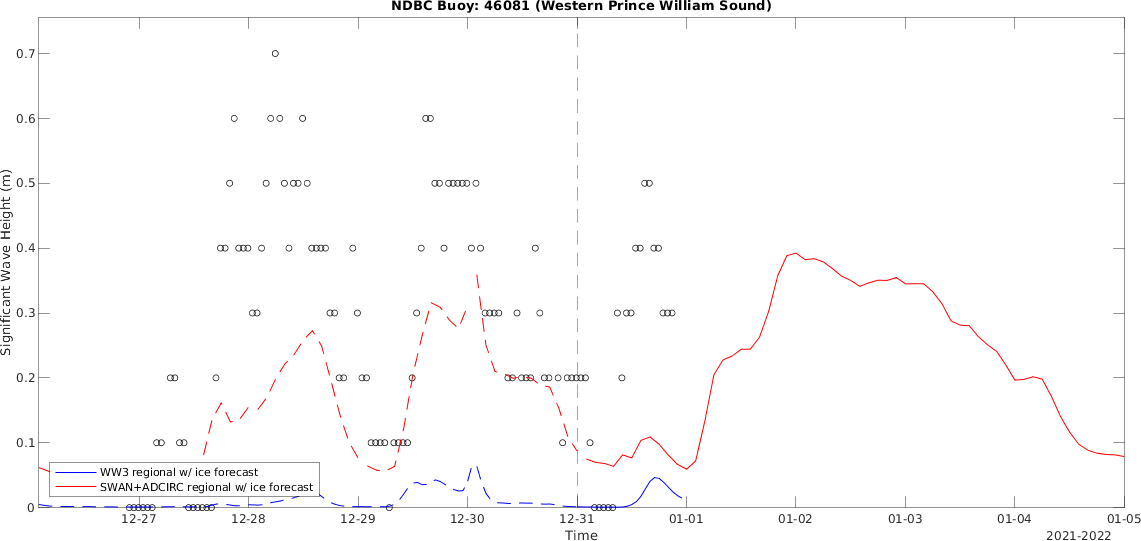 NDBC Buoy: 46081 (Western Prince William Sound)
0.7
0.6
0.5
0.4
0.3
0.2
0.1
0
Significant Wave Height (m)
WW3 regional w/ ice forecast
SWAN+ADCIRC regional w/ ice forecast
12-27 12-28 12-29 12-30 12-31 01-01 01-02 01-03 01-04 01-05
Time
2021-2022